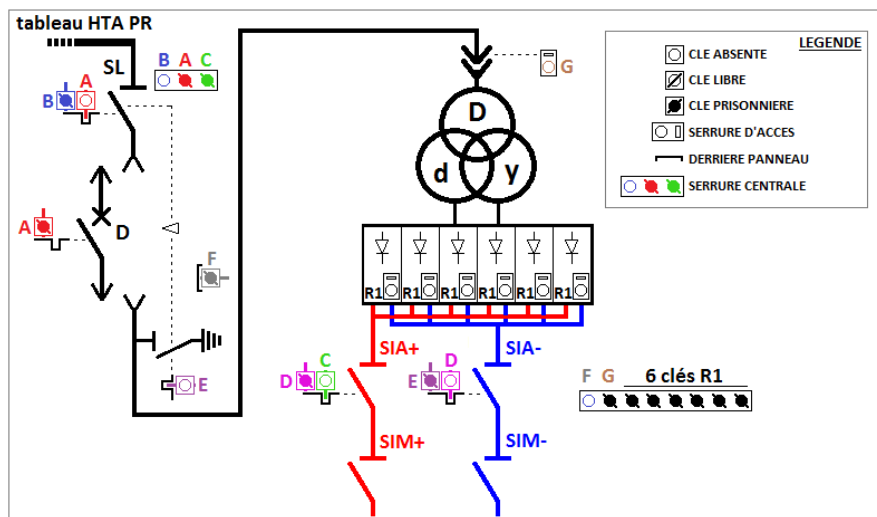 tableau HTA PR
SL
B A C
B A
A
D
F
E
G
D
d y
R1 R1 R1 R1 R1 R1
SIA+
SIA-
D C
E D
SIM+
SIM-
F G 6 clés R1
LEGENDE
CLE ABSENTE
CLE LIBRE
CLE PRISONNIERE
SERRURE D'ACCES
DERRIERE PANNEAU
SERRURE CENTRALE